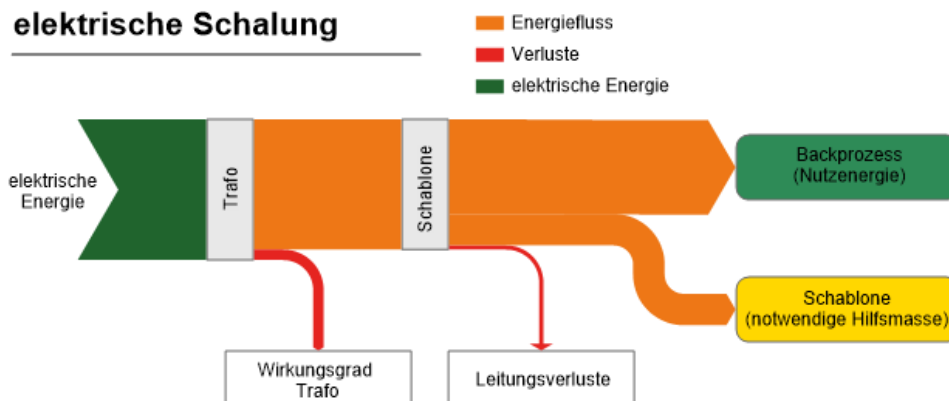 elektrische Schalung
Energiefluss
Verluste
elektrische Energie
elektrische
Energie
Trafo
Schablone
Backprozess
(Nutzenergie)
Schablone
(notwendige Hilfsmasse)
Wirkungsgrad
Trafo
Leitungsverluste